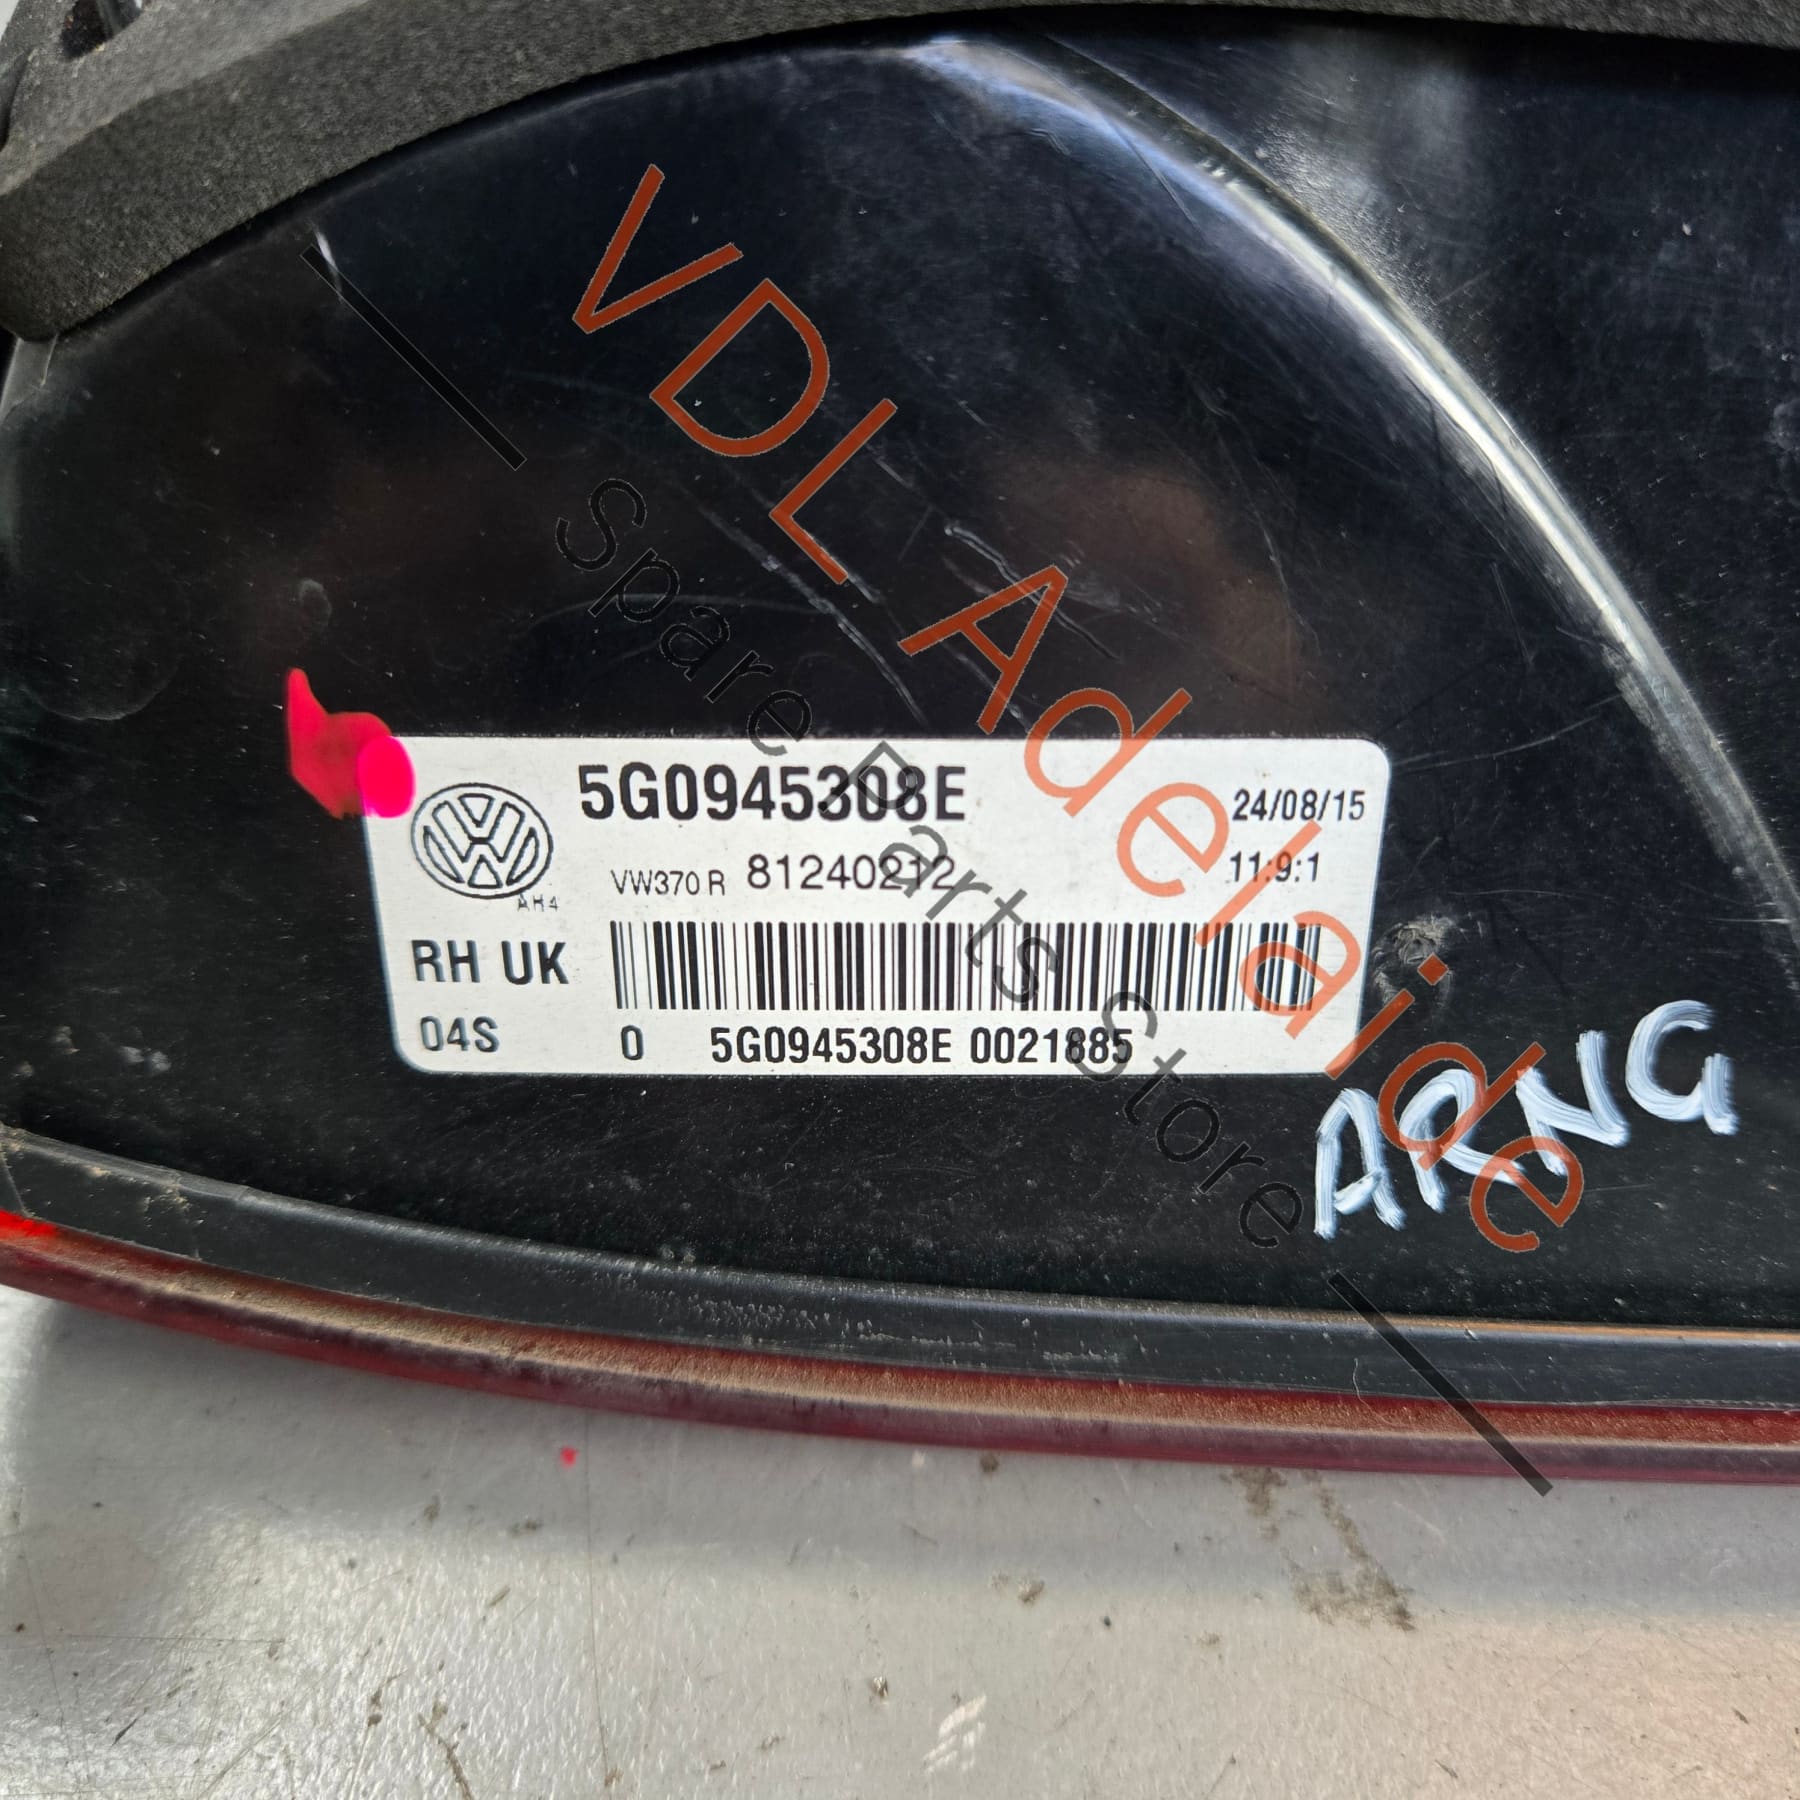 VDL Adelaide
Spare Parts Store
5G0945308E
24/08/15
VW370 R 81240212
11:9:1
AH4
RH UK
04S
0 5G0945308E 0021885
ARNG